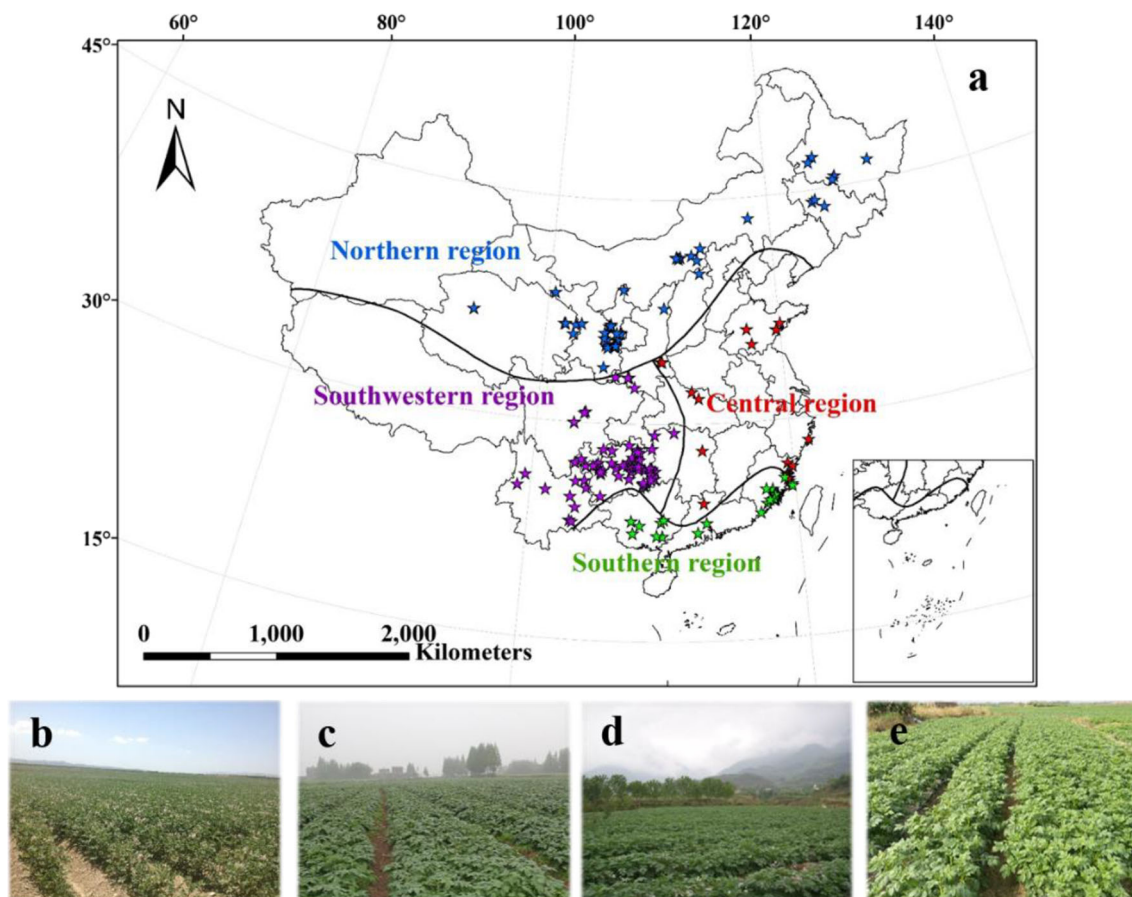 60° 80° 100° 120° 140°
45°
a
N
Northern region
30°
Southwestern region
Central region
15°
Southern region
0 1,000 2,000
Kilometers
b c d e